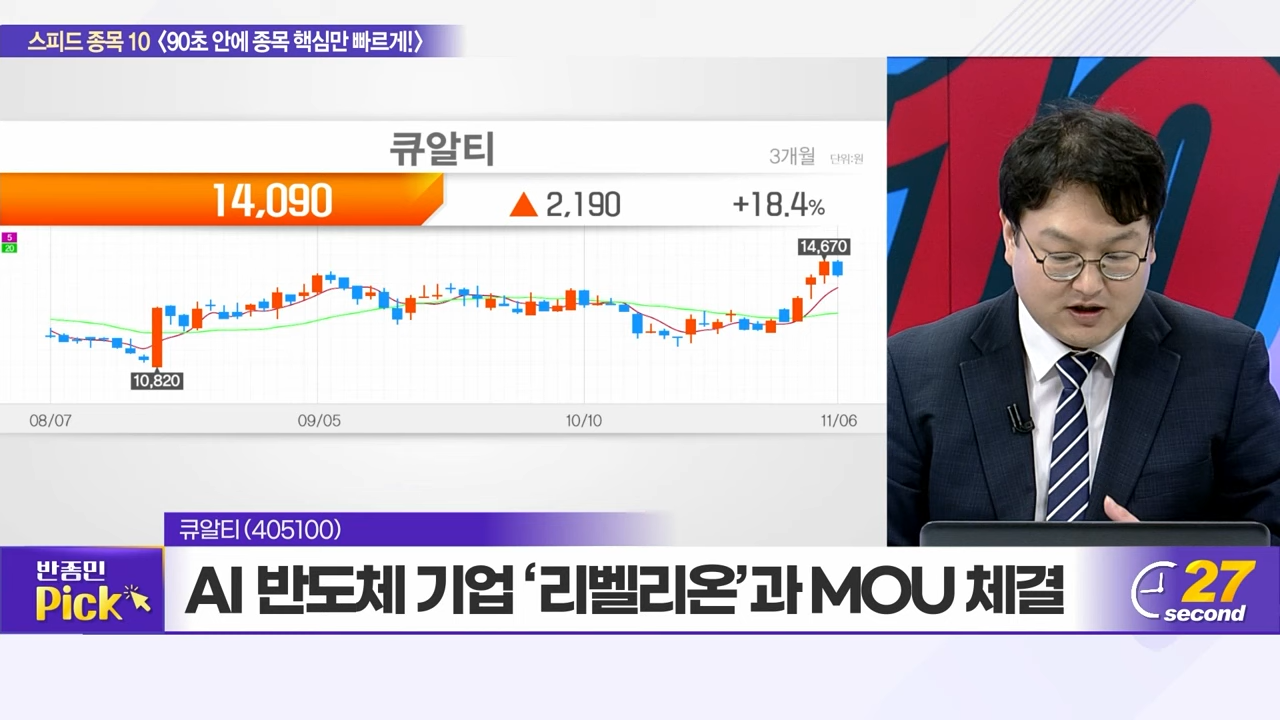 스피드 종목 10 〈90초 안에 종목 핵심만 빠르게!〉
큐알티
3개월 단위:원
14,090 ▲ 2,190 +18.4%
5
20
14,670
10,820
08/07 09/05 10/10 11/06
큐알티(405100)
반종민
Pick
AI 반도체 기업 ‘리벨리온’과 MOU 체결
27
second